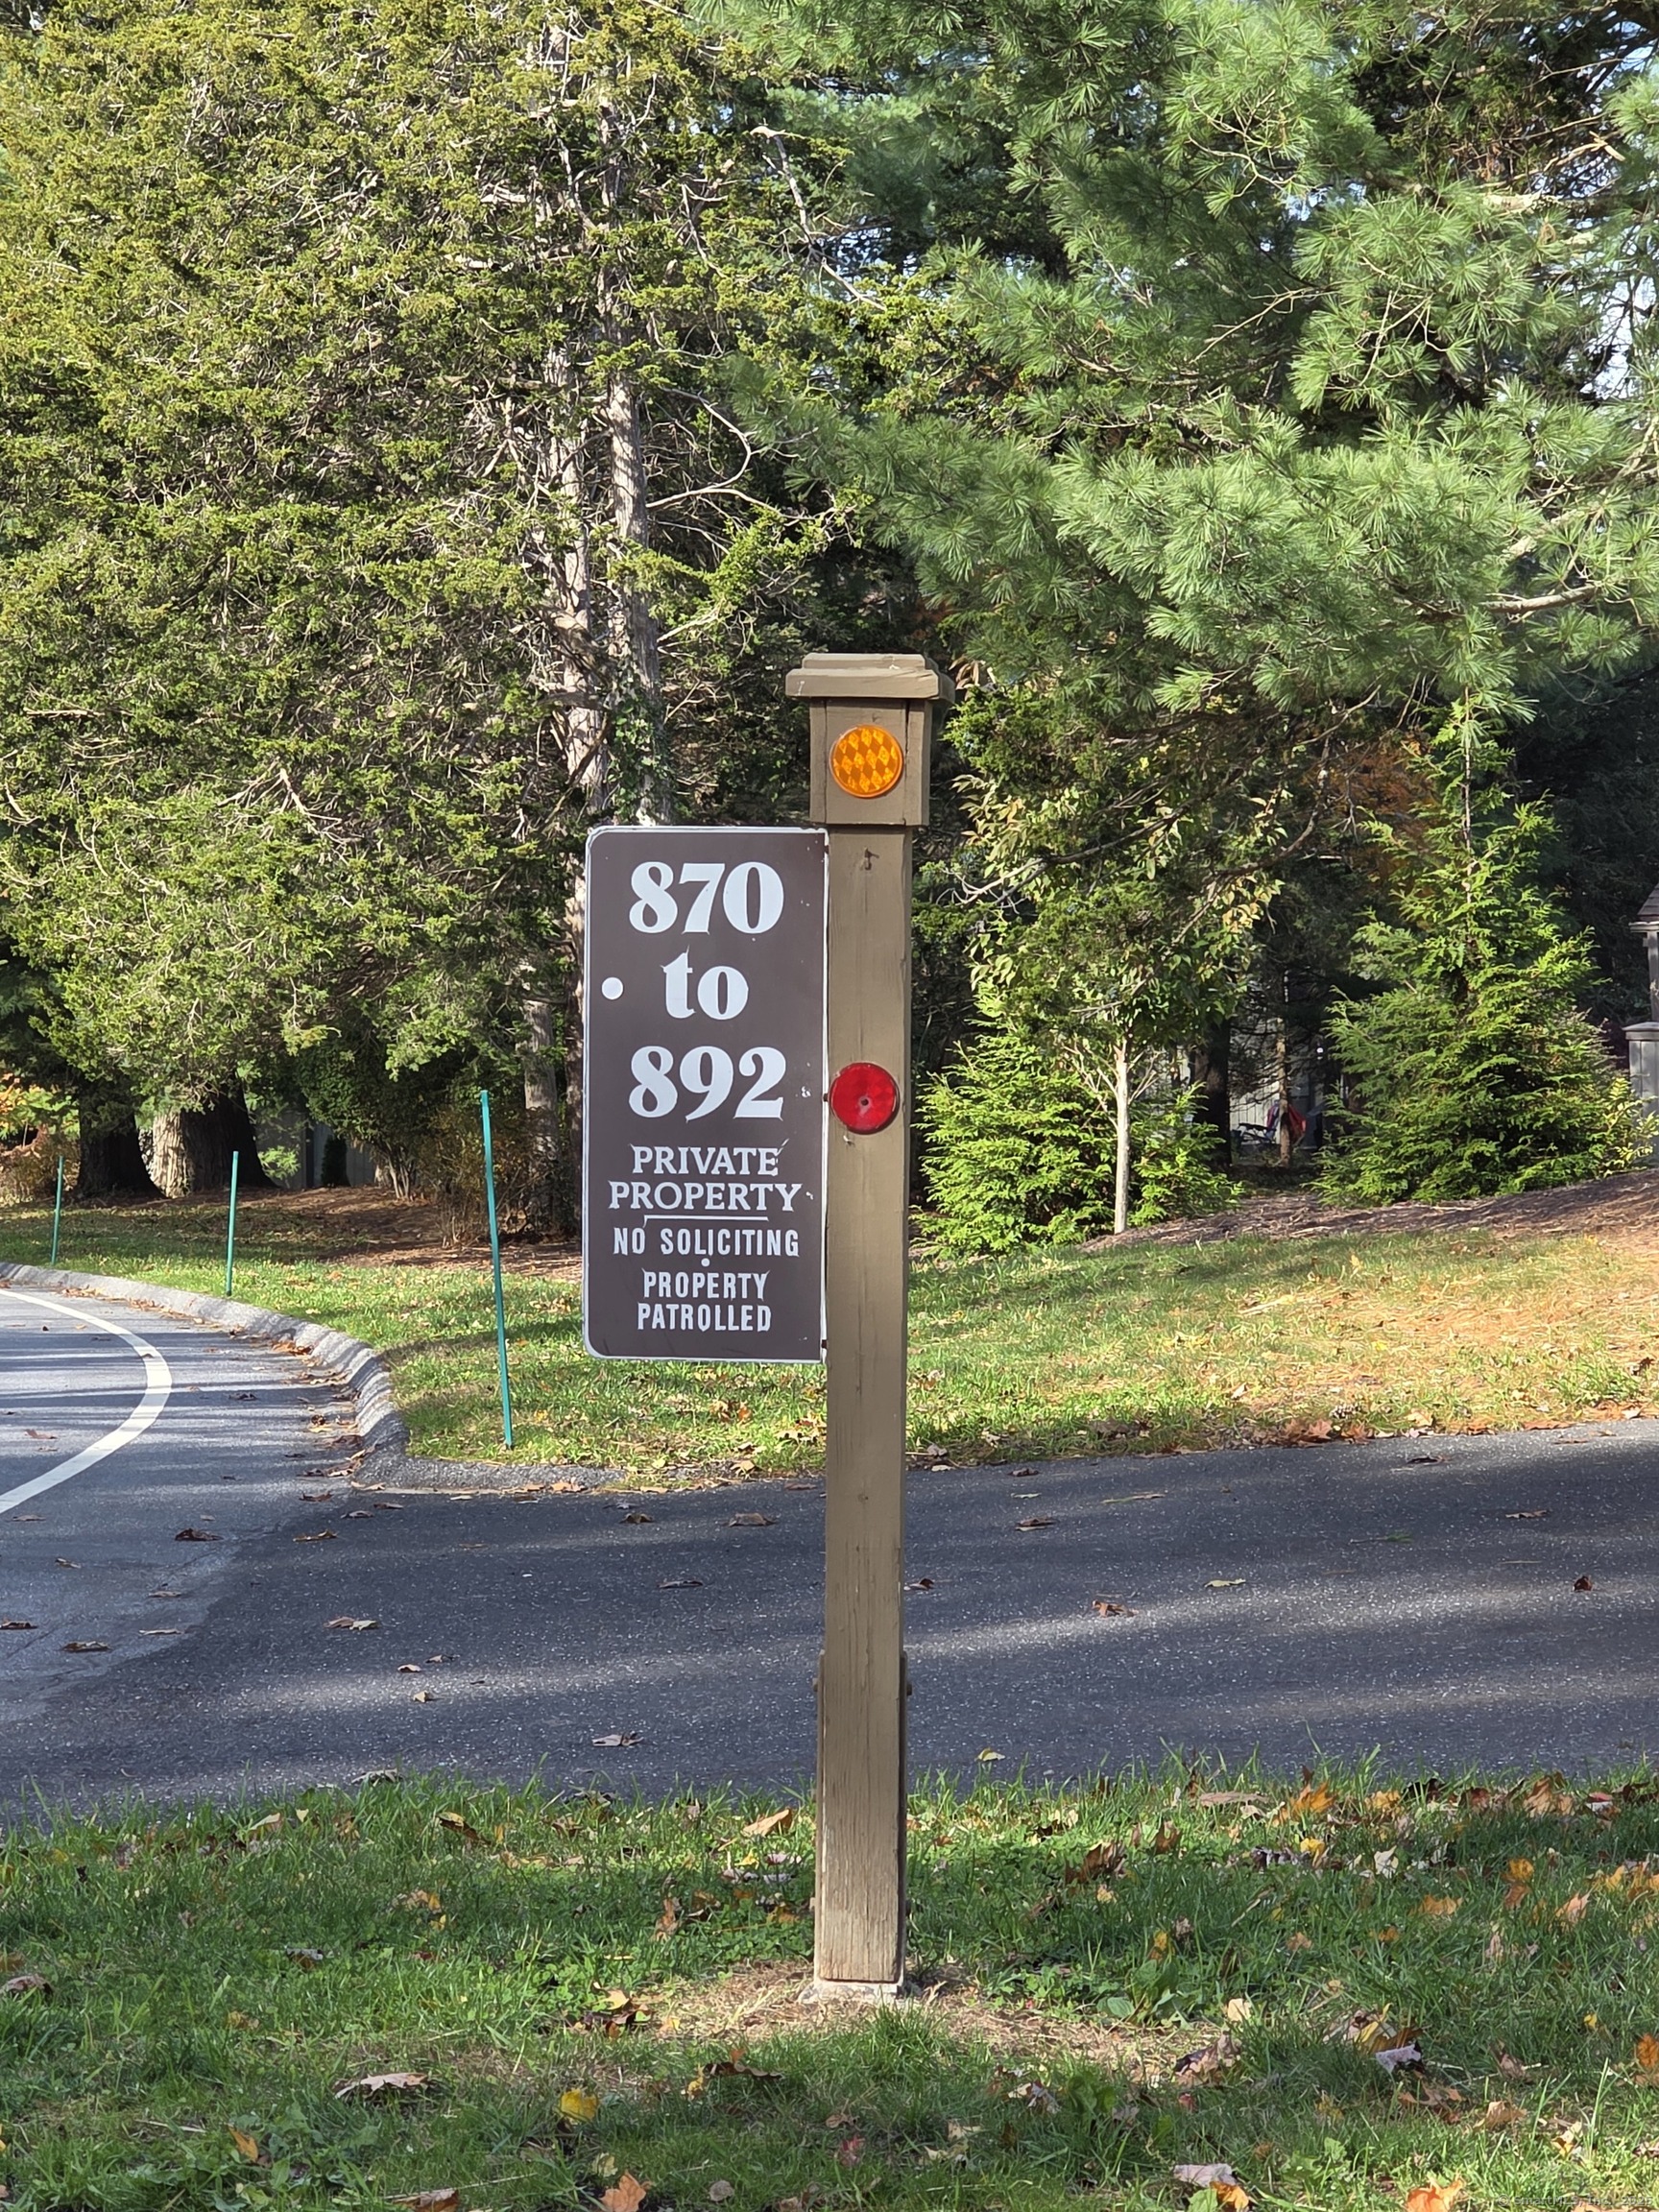 870
to
892
PRIVATE
PROPERTY
NO SOLICITING
PROPERTY
PATROLLED